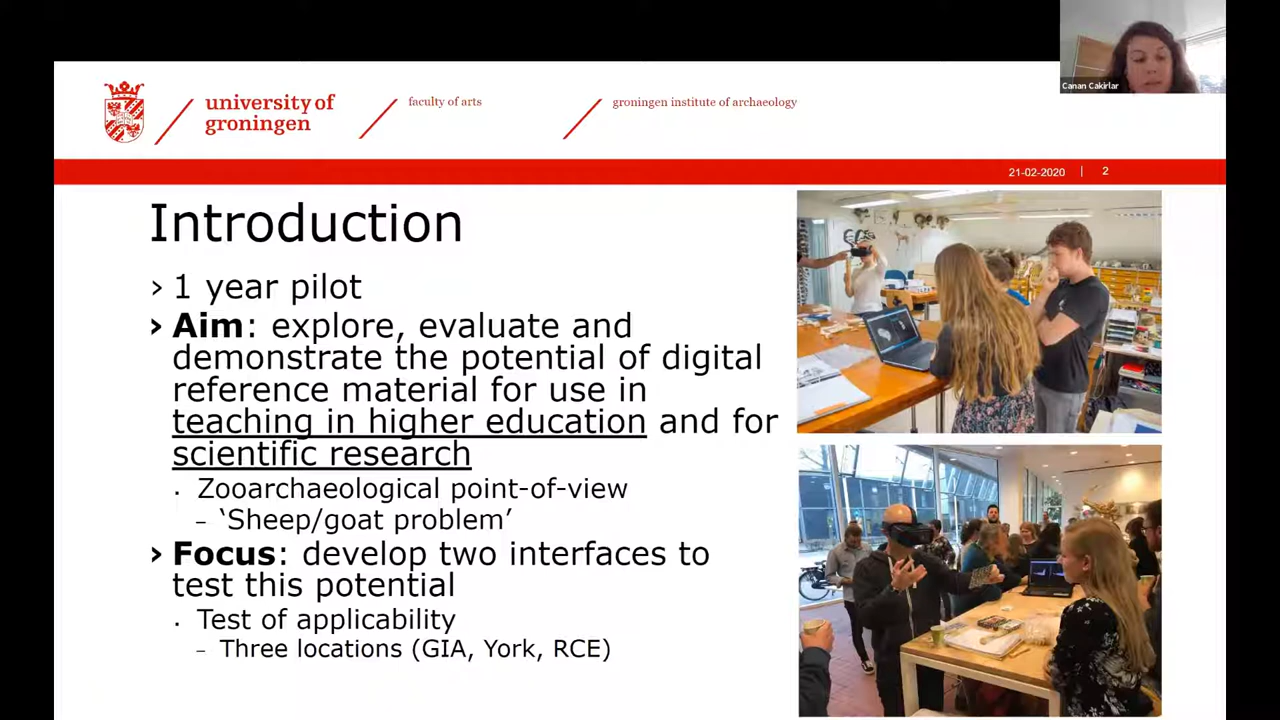 Canan Cakirlar
university of
groningen
faculty of arts
groningen institute of archaeology
21-02-2020 | 2
Introduction
› 1 year pilot
› Aim: explore, evaluate and
demonstrate the potential of digital
reference material for use in
teaching in higher education and for
scientific research
· Zooarchaeological point-of-view
– ‘Sheep/goat problem’
› Focus: develop two interfaces to
test this potential
· Test of applicability
– Three locations (GIA, York, RCE)